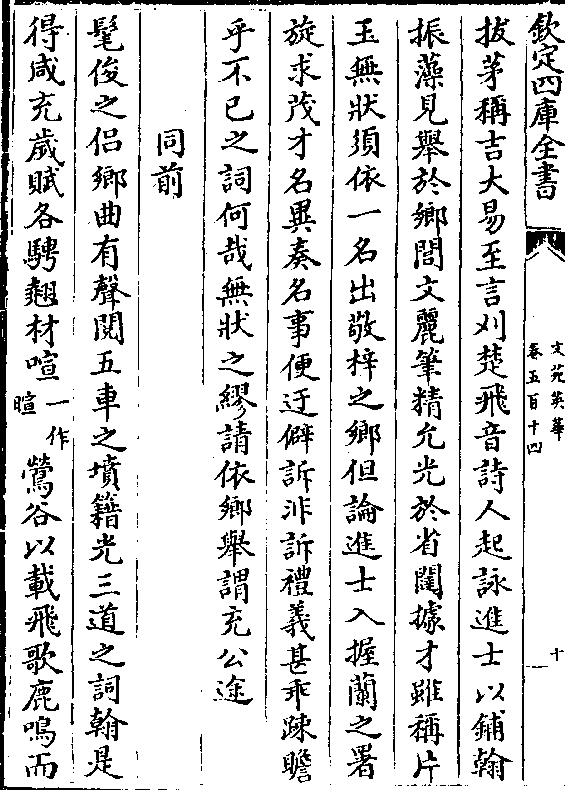 欽定四庫全書
文苑英華
卷五百十四
十
拔茅稱吉大易至言刈楚飛音詩人起詠進士以鋪翰
振藻見舉於鄉閭文麗筆精允光於省闥據才雖稱片
玉無狀須依一名出敬梓之鄉但論進士入握蘭之署
旋求茂才名異奏名事便迂僻訴非訴禮義甚乖疎瞻
乎不已之詞何哉無狀之繆請依鄉舉謂充公途
同前
髦俊之侣鄉曲有聲閲五車之墳籍光三道之詞翰是
得咸充歲賦各騁翹材喧一作暄鶯谷以載飛歌鹿鳴而